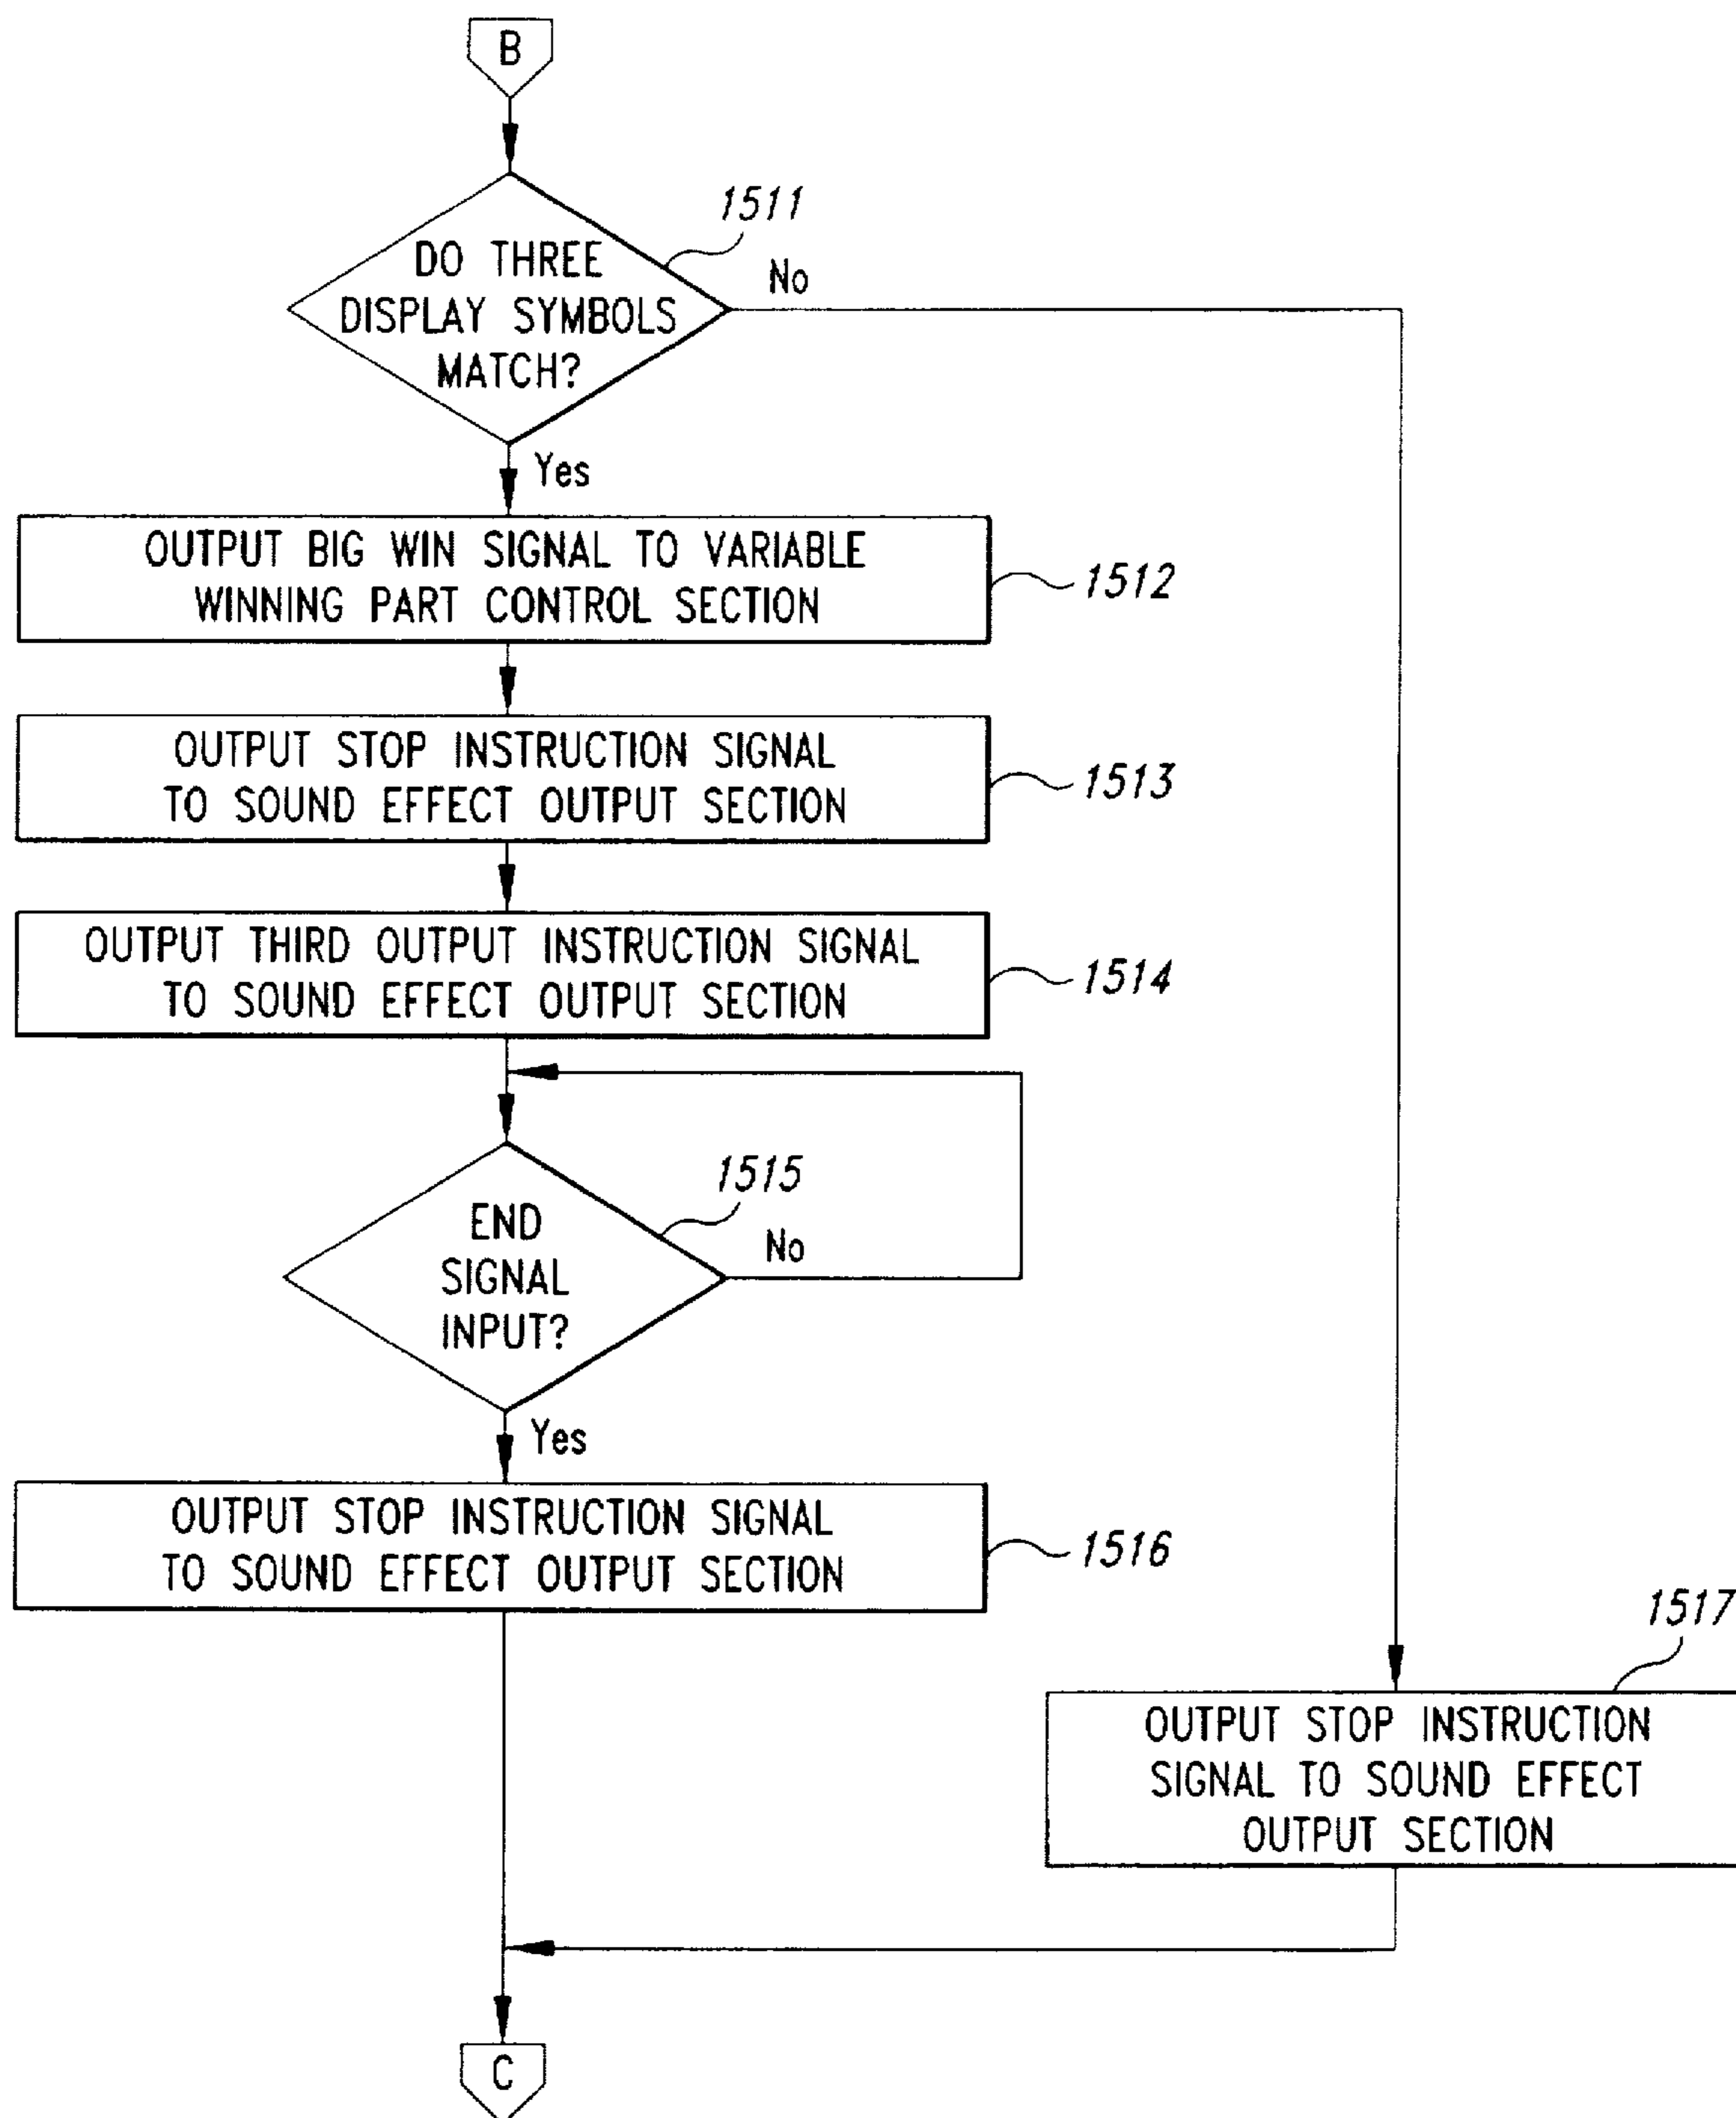 B
1511
DO THREE
DISPLAY SYMBOLS
MATCH?
No
Yes
OUTPUT BIG WIN SIGNAL TO VARIABLE
WINNING PART CONTROL SECTION
1512
OUTPUT STOP INSTRUCTION SIGNAL
TO SOUND EFFECT OUTPUT SECTION
1513
OUTPUT THIRD OUTPUT INSTRUCTION SIGNAL
TO SOUND EFFECT OUTPUT SECTION
1514
1515
END
SIGNAL
INPUT?
No
Yes
OUTPUT STOP INSTRUCTION SIGNAL
TO SOUND EFFECT OUTPUT SECTION
1516
1517
OUTPUT STOP INSTRUCTION
SIGNAL TO SOUND EFFECT
OUTPUT SECTION
C